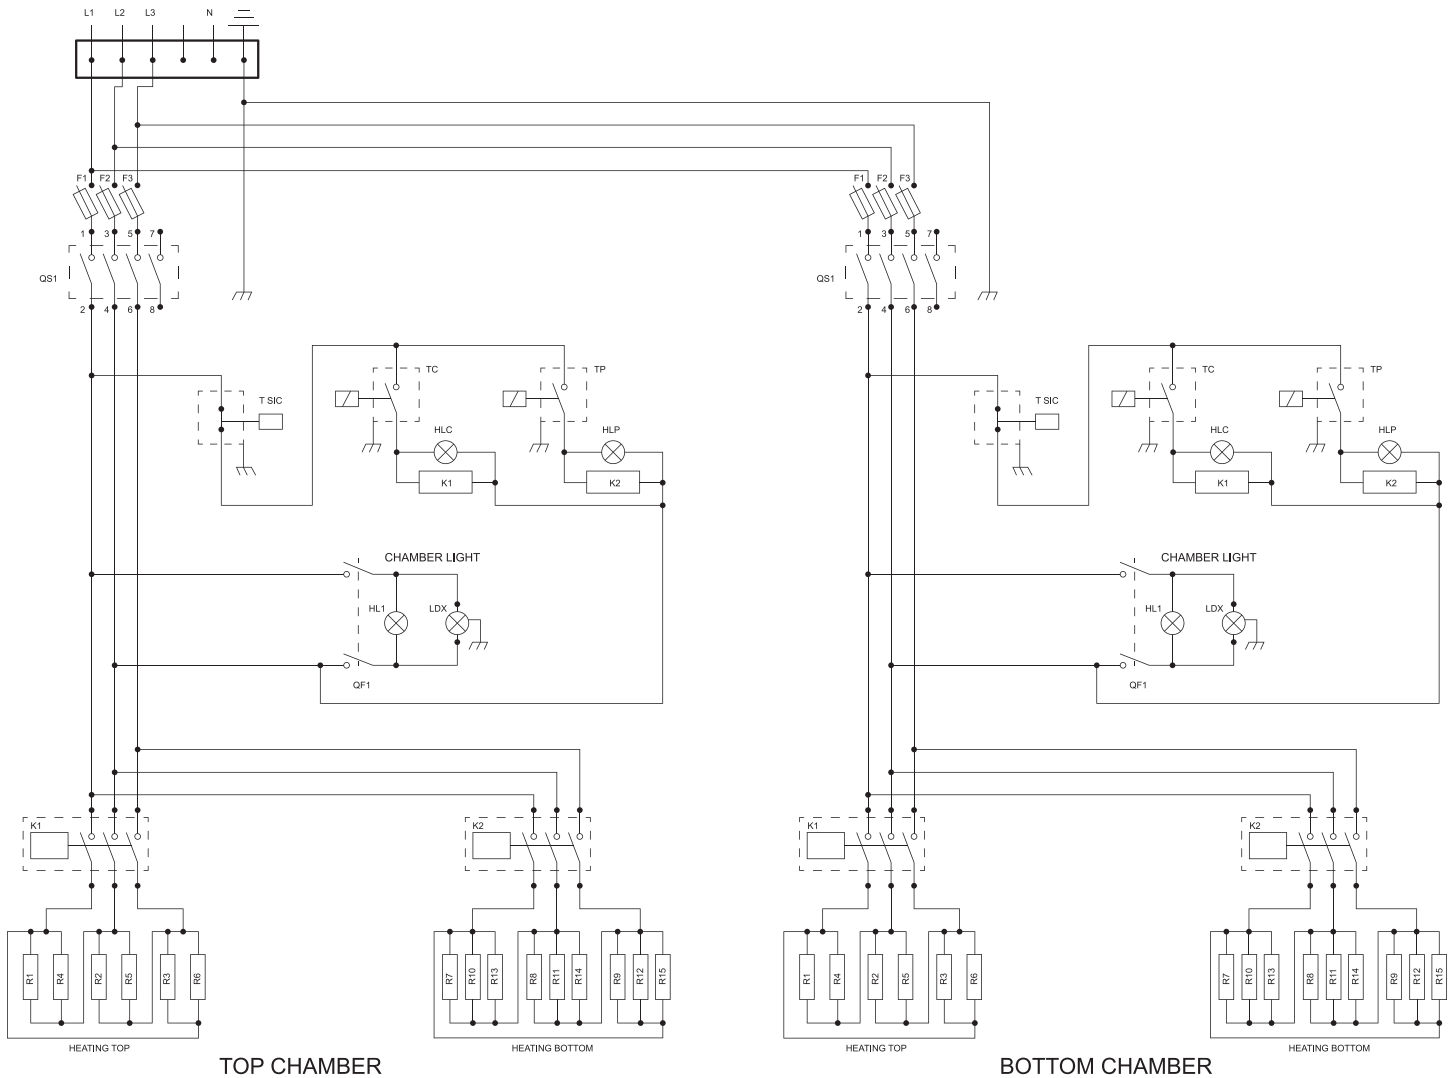 L1 L2 L3 N
F1 F2 F3 F1 F2 F3
1 3 5 7 1 3 5 7
QS1 QS1
2 4 6 8 2 4 6 8
TC TP TC TP
T SIC T SIC
HLC HLP HLC HLP
K1 K2 K1 K2
CHAMBER LIGHT CHAMBER LIGHT
HL1 LDX HL1 LDX
QF1 QF1
K1 K2 K1 K2
R1 R4 R2 R5 R3 R6 R7 R10 R13 R8 R11 R14 R9 R12 R15 R1 R4 R2 R5 R3 R6 R7 R10 R13 R8 R11 R14 R9 R12 R15
HEATING TOP HEATING BOTTOM HEATING TOP HEATING BOTTOM
TOP CHAMBER BOTTOM CHAMBER